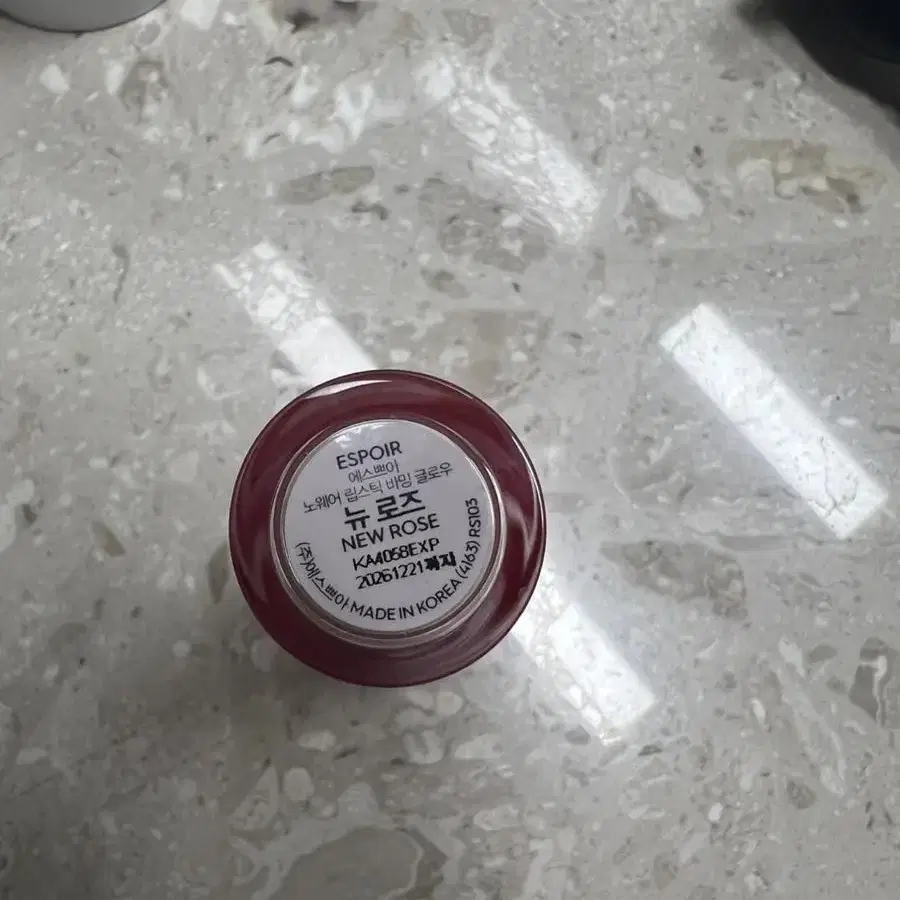 ESPOIR
에스쁘아
노웨어 립스틱 바밍 글로우
뉴 로즈
NEW ROSE
KA4058EXP
20261221까지
(주)에스쁘아 MADE IN KOREA (4163) RS103